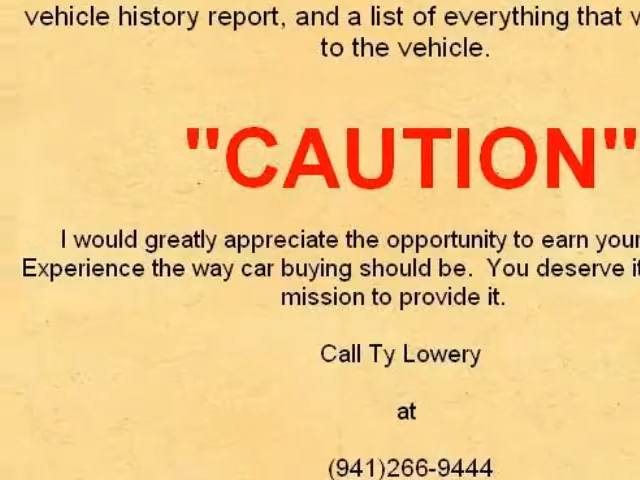 vehicle history report, and a list of everything that
to the vehicle.
"CAUTION"
I would greatly appreciate the opportunity to earn your
Experience the way car buying should be.  You deserve it
mission to provide it.
Call Ty Lowery
at
(941)266-9444